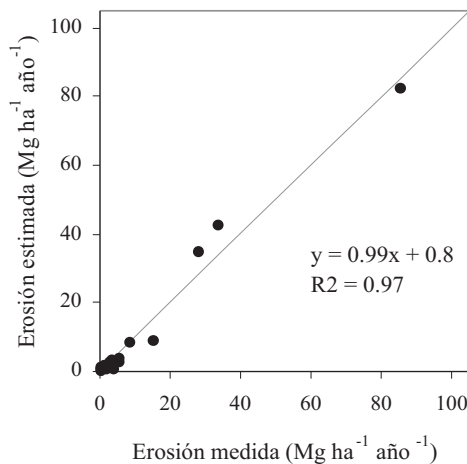 Erosión estimada (Mg ha⁻¹ año⁻¹)
100
80
60
40
20
0
y = 0.99x + 0.8
R2 = 0.97
0 20 40 60 80 100
Erosión medida (Mg ha⁻¹ año ⁻¹)